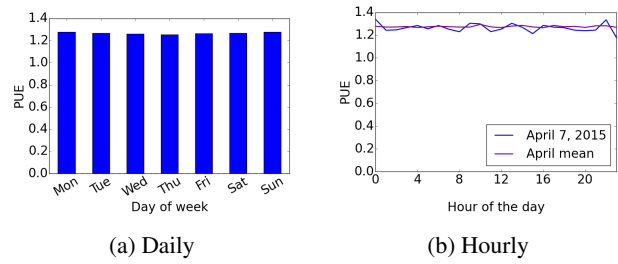 1.4
1.2
1.0
0.8
0.6
0.4
0.2
0.0
PUE
Mon Tue Wed Thu Fri Sat Sun
Day of week
(a) Daily
1.4
1.2
1.0
0.8
0.6
0.4
0.2
0.0
PUE
April 7, 2015
April mean
0 4 8 12 16 20
Hour of the day
(b) Hourly